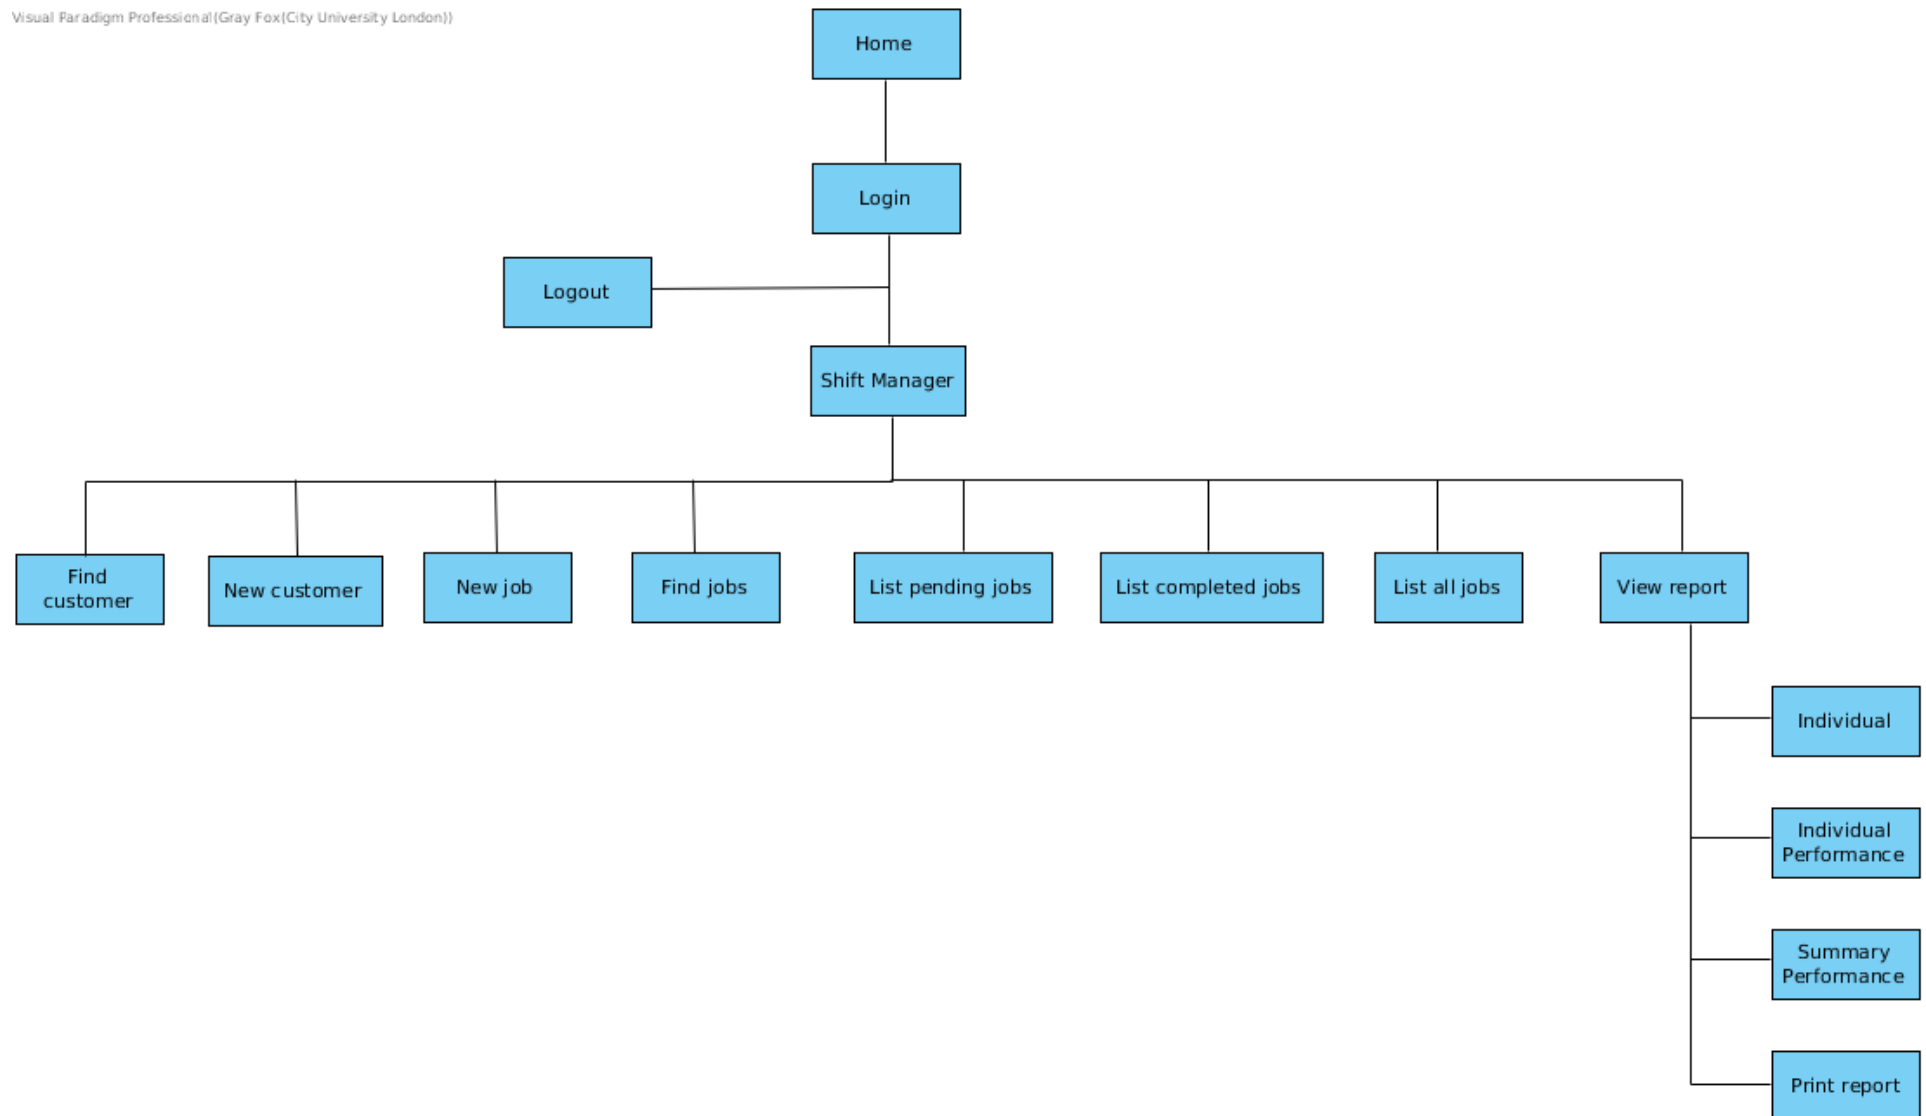 Visual Paradigm Professional(Gray Fox(City University London))
Home
Login
Logout
Shift Manager
Find
customer
New customer
New job
Find jobs
List pending jobs
List completed jobs
List all jobs
View report
Individual
Individual
Performance
Summary
Performance
Print report